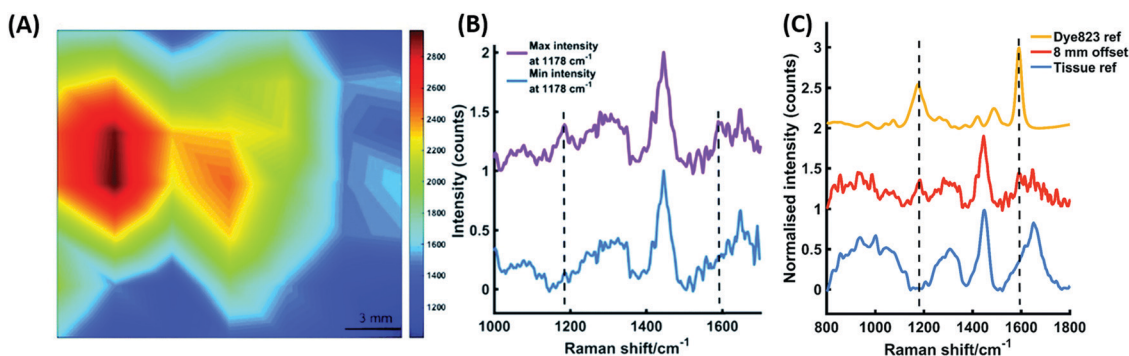 (A)
2800
2600
2400
2200
2000
1800
1600
1400
1200
3 mm
(B)
Max intensity
at 1178 cm-1
Min intensity
at 1178 cm-1
Intensity (counts)
2
1.5
1
0.5
0
1000 1200 1400 1600
Raman shift/cm-1
(C)
Dye823 ref
8 mm offset
Tissue ref
Normalised intensity (counts)
3
2.5
2
1.5
1
0.5
0
800 1000 1200 1400 1600 1800
Raman shift/cm-1